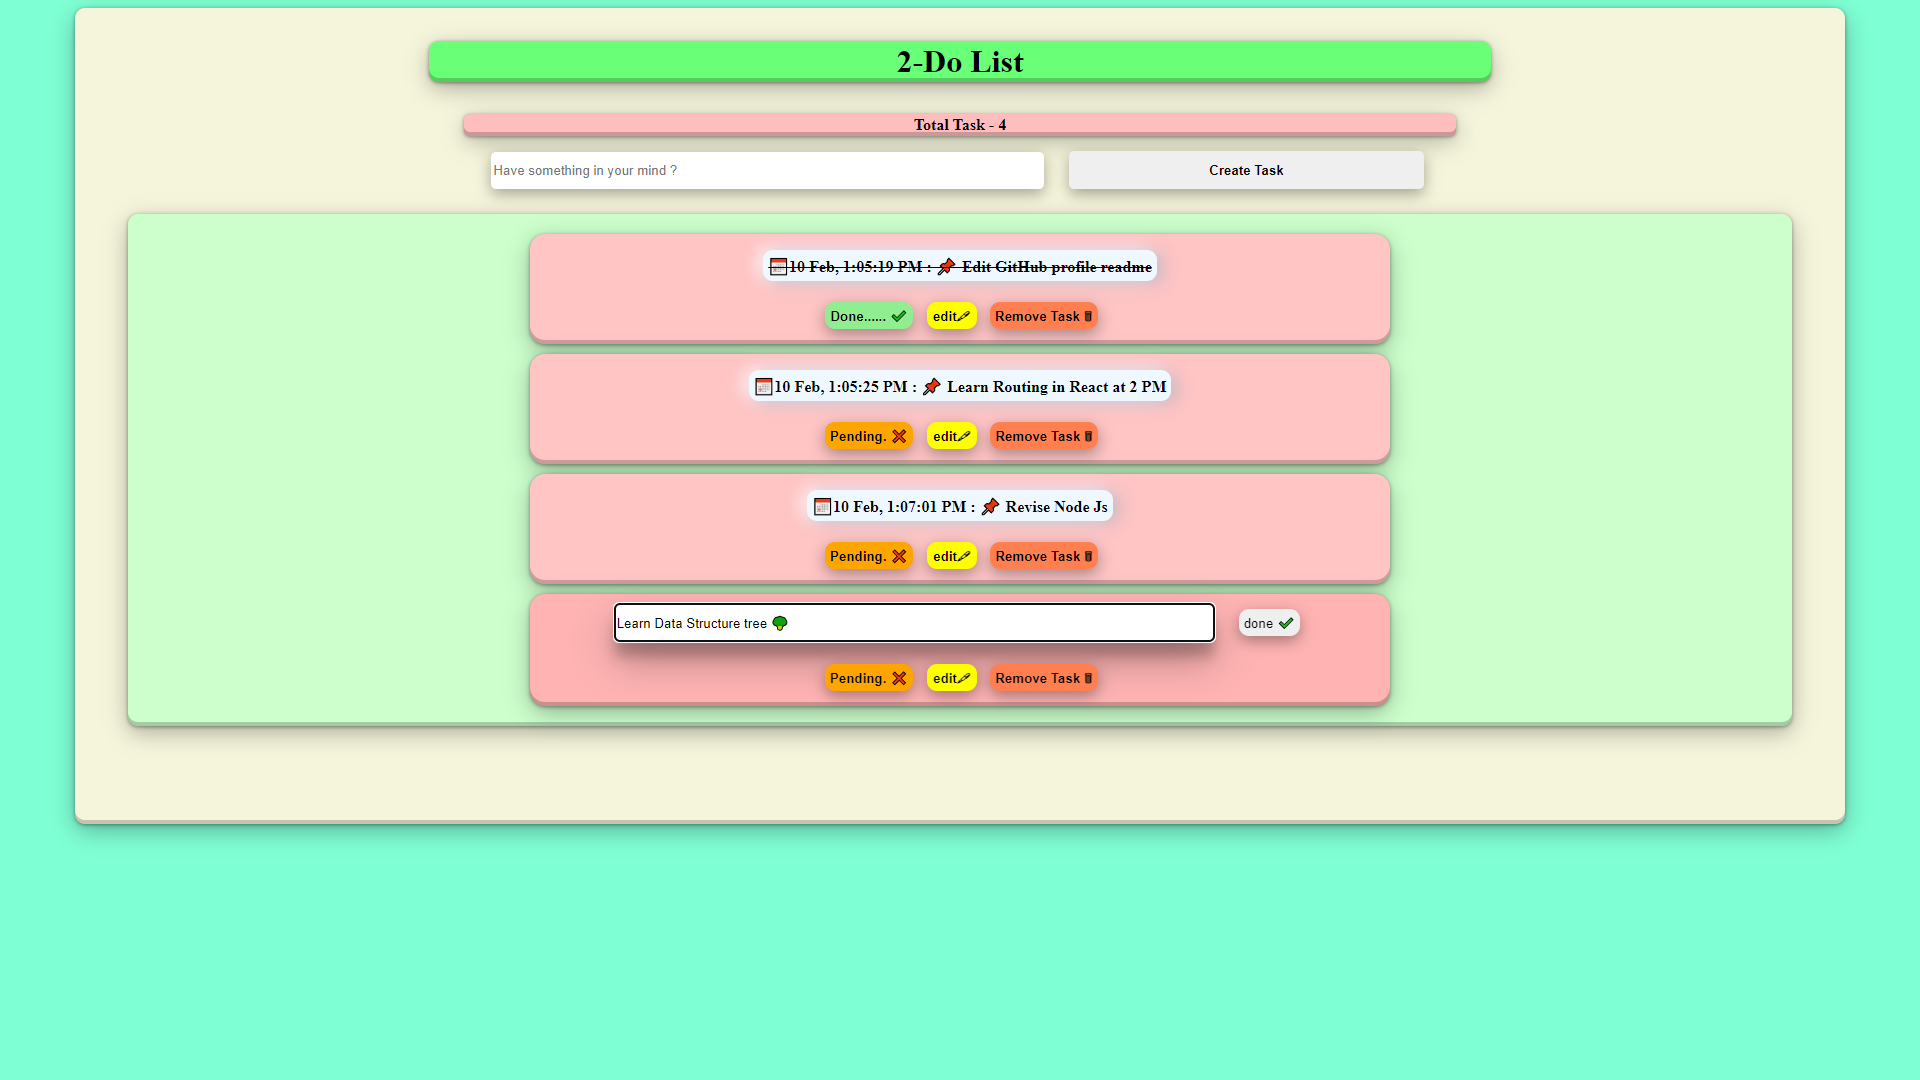 2-Do List
Total Task - 4
Have something in your mind ?
Create Task
10 Feb, 1:05:19 PM : 📌 Edit GitHub profile readme
Done...... ✔ edit🖊 Remove Task🗑
10 Feb, 1:05:25 PM : 📌 Learn Routing in React at 2 PM
Pending. ❌ edit🖊 Remove Task🗑
10 Feb, 1:07:01 PM : 📌 Revise Node Js
Pending. ❌ edit🖊 Remove Task🗑
Learn Data Structure tree 🌳 done ✔
Pending. ❌ edit🖊 Remove Task🗑